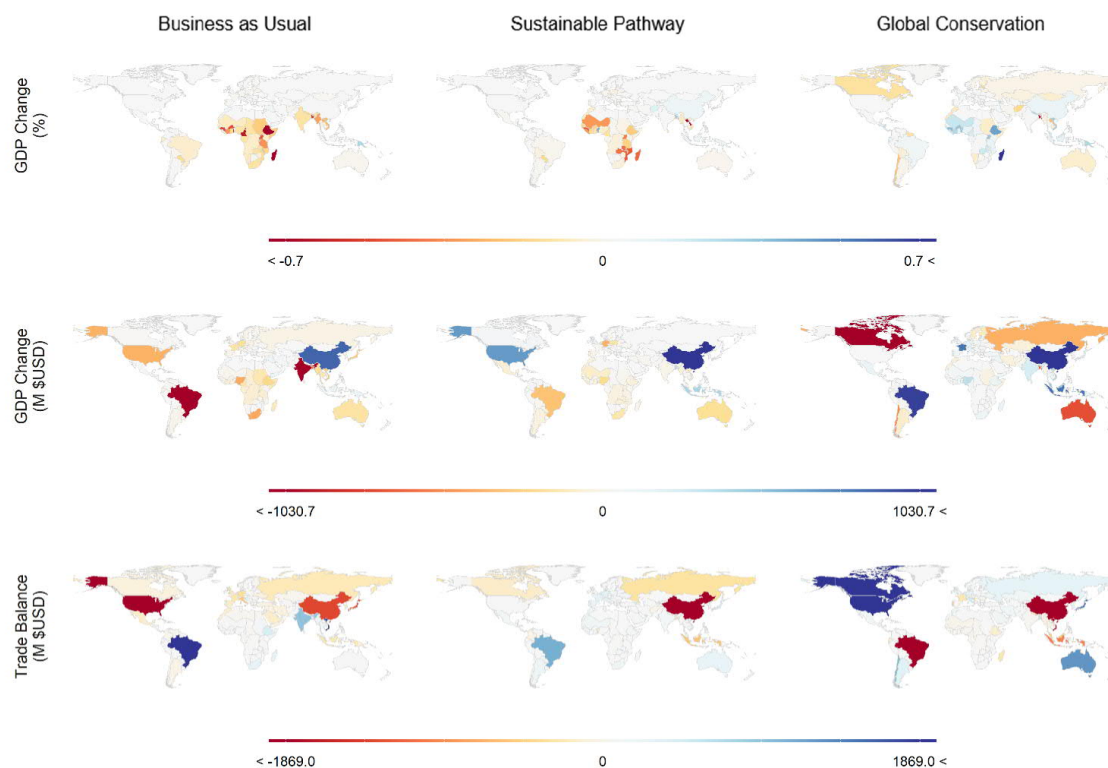 Business as Usual
Sustainable Pathway
Global Conservation
GDP Change
(%)
< -0.7
0
0.7 <
GDP Change
(M $USD)
< -1030.7
0
1030.7 <
Trade Balance
(M $USD)
< -1869.0
0
1869.0 <